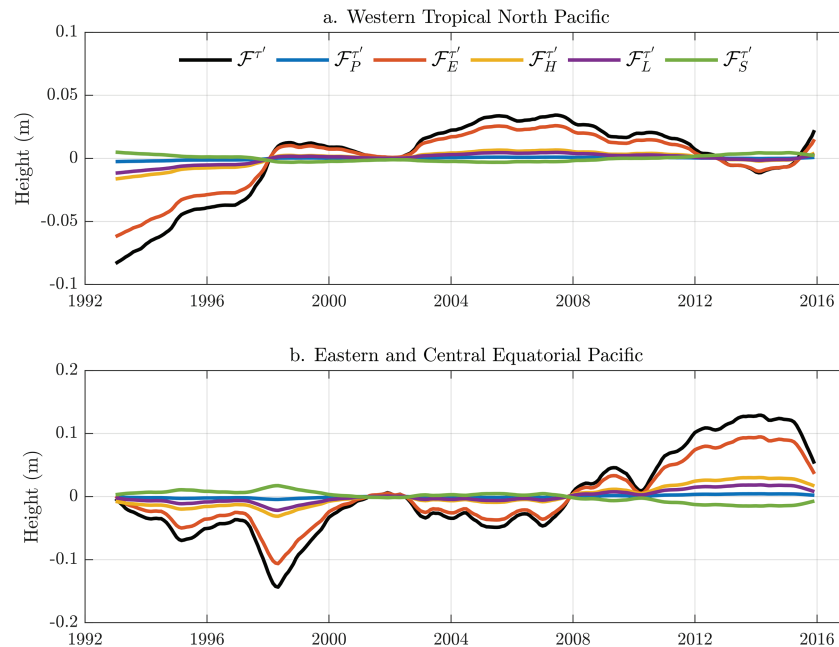 a. Western Tropical North Pacific
0.1
0.05
0
-0.05
-0.1
Height (m)
ℱ^τ′ ℱ_P^τ′ ℱ_E^τ′ ℱ_H^τ′ ℱ_L^τ′ ℱ_S^τ′
1992 1996 2000 2004 2008 2012 2016
b. Eastern and Central Equatorial Pacific
0.2
0.1
0
-0.1
-0.2
Height (m)
1992 1996 2000 2004 2008 2012 2016